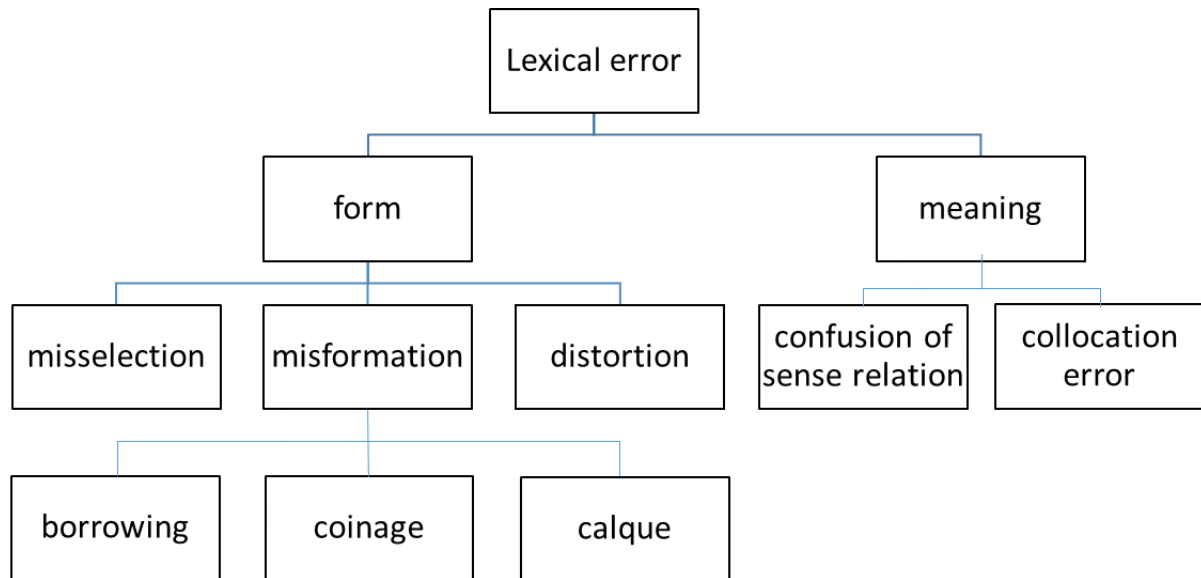 Lexical error
form
meaning
misselection
misformation
distortion
confusion of
sense relation
collocation
error
borrowing
coinage
calque